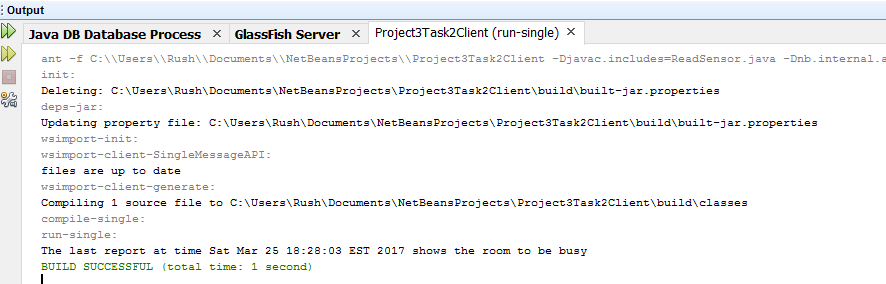 Output
Java DB Database Process × GlassFish Server × Project3Task2Client (run-single) ×
ant -f C:\\Users\\Rush\\Documents\\NetBeansProjects\\Project3Task2Client -Djavac.includes=ReadSensor.java -Dnb.internal.a
init:
Deleting: C:\Users\Rush\Documents\NetBeansProjects\Project3Task2Client\build\built-jar.properties
deps-jar:
Updating property file: C:\Users\Rush\Documents\NetBeansProjects\Project3Task2Client\build\built-jar.properties
wsimport-init:
wsimport-client-SingleMessageAPI:
files are up to date
wsimport-client-generate:
Compiling 1 source file to C:\Users\Rush\Documents\NetBeansProjects\Project3Task2Client\build\classes
compile-single:
run-single:
The last report at time Sat Mar 25 18:28:03 EST 2017 shows the room to be busy
BUILD SUCCESSFUL (total time: 1 second)